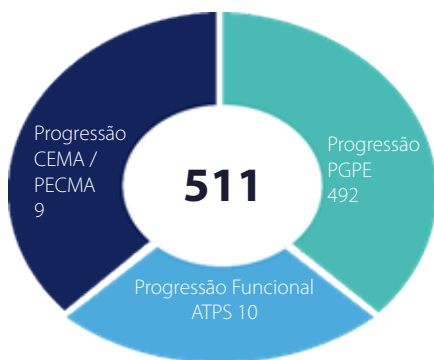 Progressão
CEMA /
PECMA
9
511
Progressão
PGPE
492
Progressão Funcional
ATPS 10